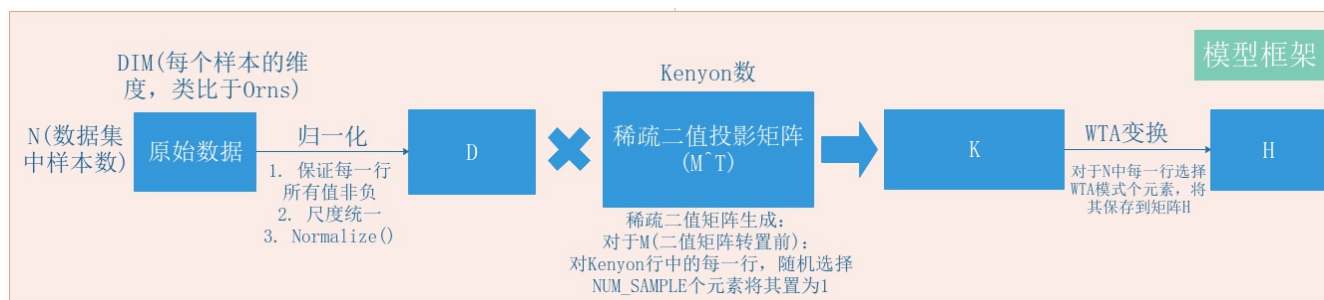 模型框架
DIM(每个样本的维
度，类比于Orns)
N(数据集
中样本数)
原始数据
归一化
1. 保证每一行
所有值非负
2. 尺度统一
3. Normalize()
D
Kenyon数
稀疏二值投影矩阵
(M^T)
稀疏二值矩阵生成：
对于M(二值矩阵转置前)：
对Kenyon行中的每一行，随机选择
NUM_SAMPLE个元素将其置为1
K
WTA变换
对于N中每一行选择
WTA模式个元素，将
其保存到矩阵H
H